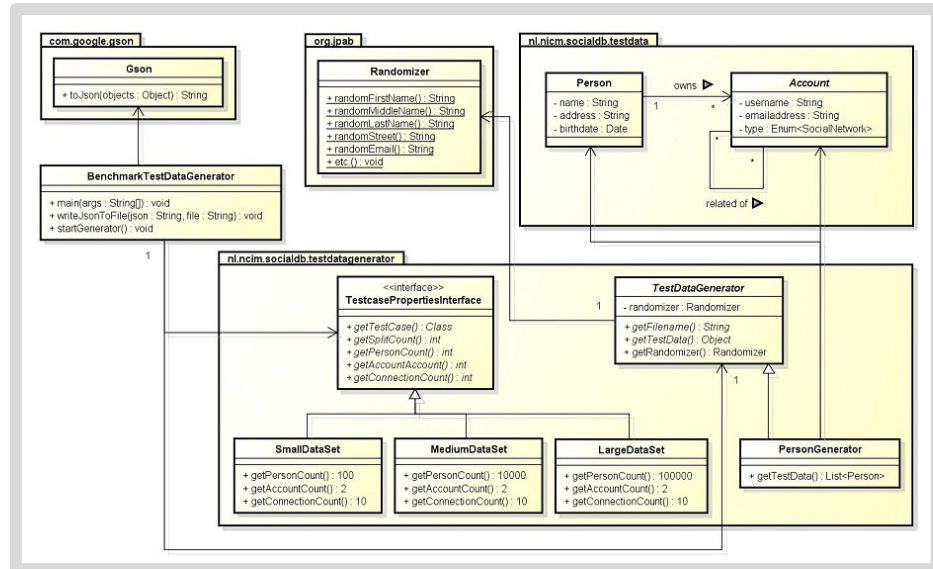 com.google.gson
Gson
+ toJson(objects : Object) : String
org.jpab
Randomizer
+ randomFirstName() : String
+ randomMiddleName() : String
+ randomLastName() : String
+ randomStreet() : String
+ randomEmail() : String
+ etc.() : void
nl.nicm.socialdb.testdata
Person
- name : String
- address : String
- birthdate : Date
owns
1
*
Account
- username : String
- emailaddress : String
- type : Enum<SocialNetwork>
*
*
related of
BenchmarkTestDataGenerator
+ main(args : String[]) : void
+ writeJsonToFile(json : String, file : String) : void
+ startGenerator() : void
1
nl.ncim.socialdb.testdatagenerator
<<interface>>
TestcasePropertiesInterface
+ getTestCase() : Class
+ getSplitCount() : int
+ getPersonCount() : int
+ getAccountAccount() : int
+ getConnectionCount() : int
1
TestDataGenerator
- randomizer : Randomizer
+ getFilename() : String
+ getTestData() : Object
+ getRandomizer() : Randomizer
1
SmallDataSet
+ getPersonCount() : 100
+ getAccountCount() : 2
+ getConnectionCount() : 10
MediumDataSet
+ getPersonCount() : 10000
+ getAccountCount() : 2
+ getConnectionCount() : 10
LargeDataSet
+ getPersonCount() : 100000
+ getAccountCount() : 2
+ getConnectionCount() : 10
PersonGenerator
+ getTestData() : List<Person>